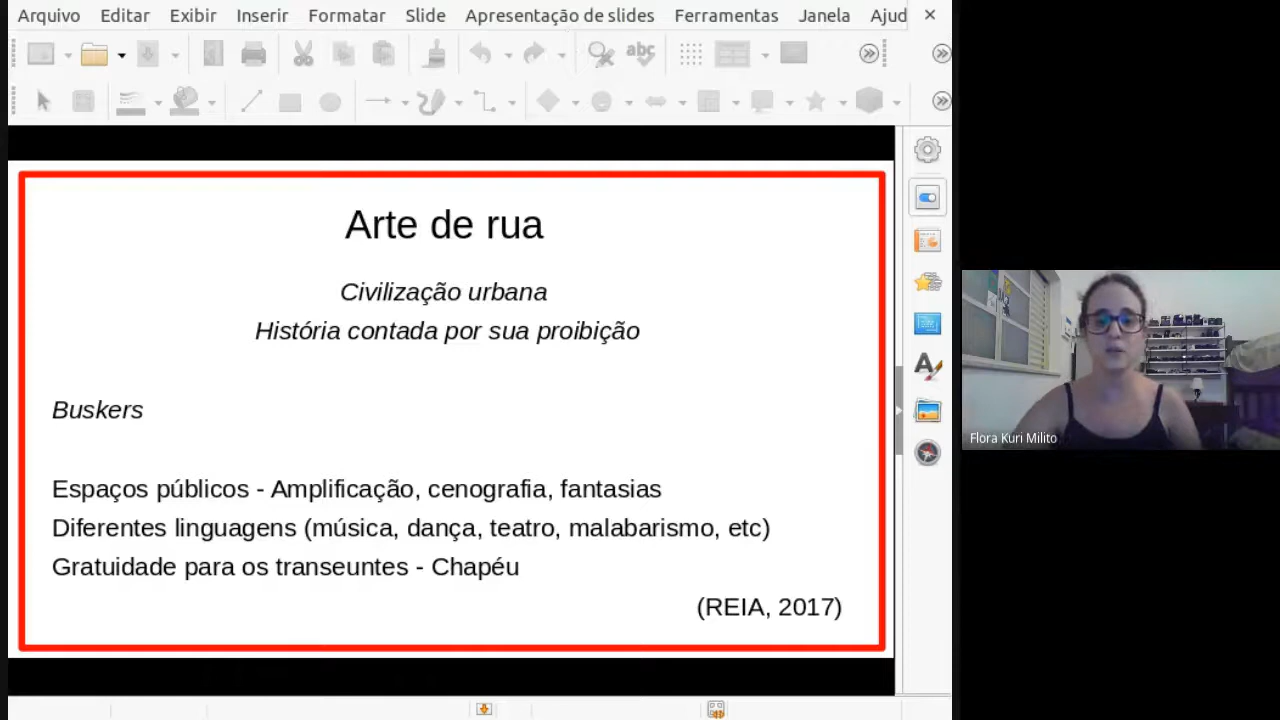 Arquivo Editar Exibir Inserir Formatar Slide Apresentação de slides Ferramentas Janela Ajud
abc
Arte de rua
Civilização urbana
História contada por sua proibição
Buskers
Espaços públicos - Amplificação, cenografia, fantasias
Diferentes linguagens (música, dança, teatro, malabarismo, etc)
Gratuidade para os transeuntes - Chapéu
(REIA, 2017)
Flora Kuri Milito